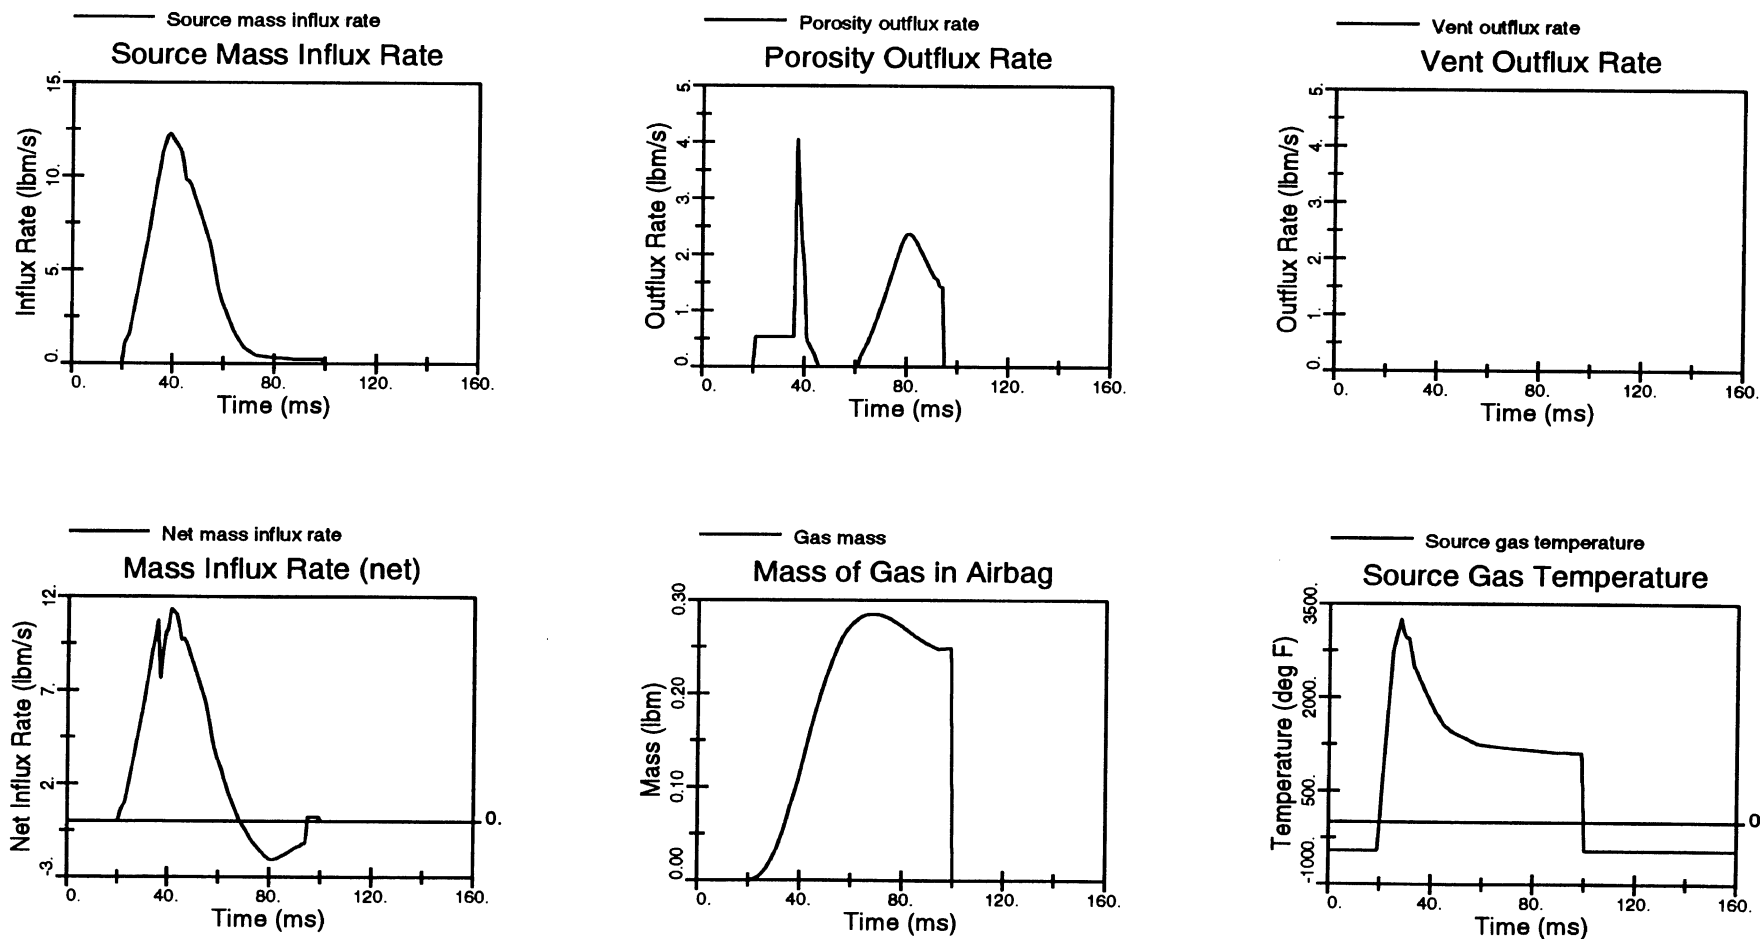 Source mass influx rate
Source Mass Influx Rate
Influx Rate (lbm/s)
15.
10.
5.
0.
0. 40. 80. 120. 160.
Time (ms)
Porosity outflux rate
Porosity Outflux Rate
Outflux Rate (lbm/s)
5.
4.
3.
2.
1.
0.
0. 40. 80. 120. 160.
Time (ms)
Vent outflux rate
Vent Outflux Rate
Outflux Rate (lbm/s)
5.
4.
3.
2.
1.
0.
0. 40. 80. 120. 160.
Time (ms)
Net mass influx rate
Mass Influx Rate (net)
Net Influx Rate (lbm/s)
12.
7.
2.
-3.
0.
0. 40. 80. 120. 160.
Time (ms)
Gas mass
Mass of Gas in Airbag
Mass (lbm)
0.30
0.20
0.10
0.00
0. 40. 80. 120. 160.
Time (ms)
Source gas temperature
Source Gas Temperature
Temperature (deg F)
3500.
2000.
500.
-1000.
0
0. 40. 80. 120. 160.
Time (ms)